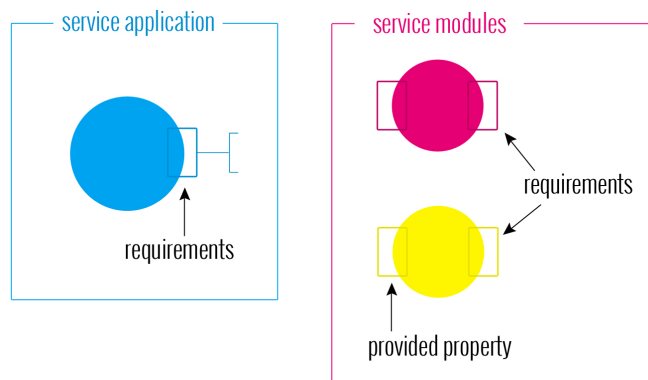 service application
service modules
requirements
requirements
provided property